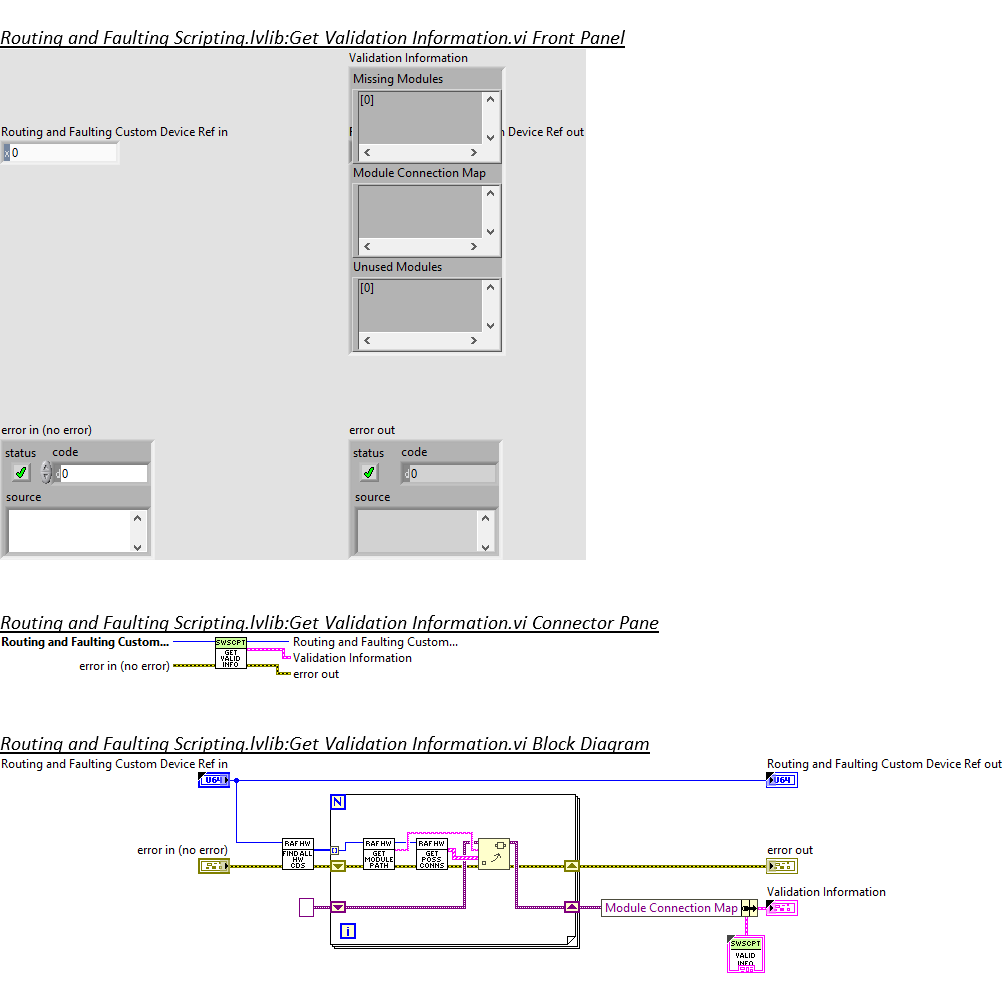 Routing and Faulting Scripting.lvlib:Get Validation Information.vi Front Panel
Validation Information
Missing Modules
[0]
Routing and Faulting Custom Device Ref in
Device Ref out
x 0
Module Connection Map
Unused Modules
[0]
error in (no error)
error out
status code
status code
d 0
d 0
source
source
Routing and Faulting Scripting.lvlib:Get Validation Information.vi Connector Pane
Routing and Faulting Custom...
SWSCPT
GET
VALID
INFO
Routing and Faulting Custom...
Validation Information
error in (no error)
error out
Routing and Faulting Scripting.lvlib:Get Validation Information.vi Block Diagram
Routing and Faulting Custom Device Ref in
Routing and Faulting Custom Device Ref out
U64
U64
N
error in (no error)
RAF HW
FIND ALL
HW
CDS
RAF HW
GET
MODULE
PATH
RAF HW
GET
POSS
CONNS
error out
Validation Information
Module Connection Map
i
SWSCPT
VALID
INFO